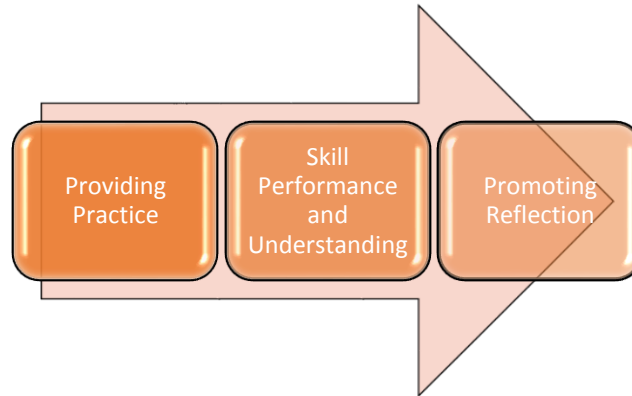 Providing
Practice
Skill
Performance
and
Understanding
Promoting
Reflection